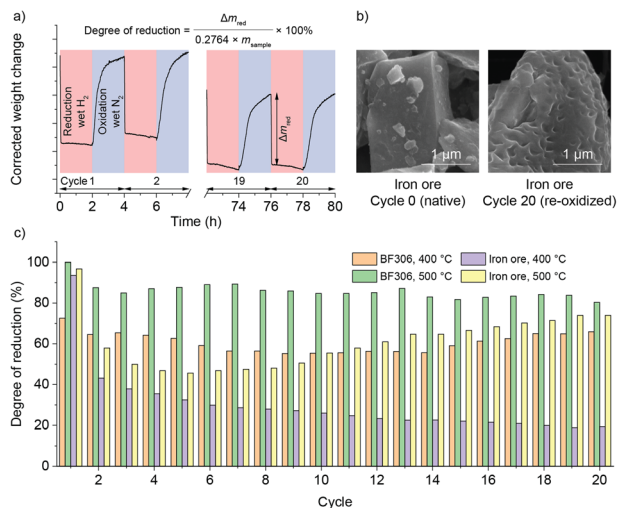 a)
Degree of reduction = Δm_red / 0.2764 × m_sample × 100%
Corrected weight change
Reduction
wet H₂
Oxidation
wet N₂
Δm_red
Cycle 1
2
19
20
0 2 4 6 74 76 78 80
Time (h)
b)
1 µm
1 µm
Iron ore
Cycle 0 (native)
Iron ore
Cycle 20 (re-oxidized)
c)
BF306, 400 °C
Iron ore, 400 °C
BF306, 500 °C
Iron ore, 500 °C
Degree of reduction (%)
100
80
60
40
20
0
2 4 6 8 10 12 14 16 18 20
Cycle